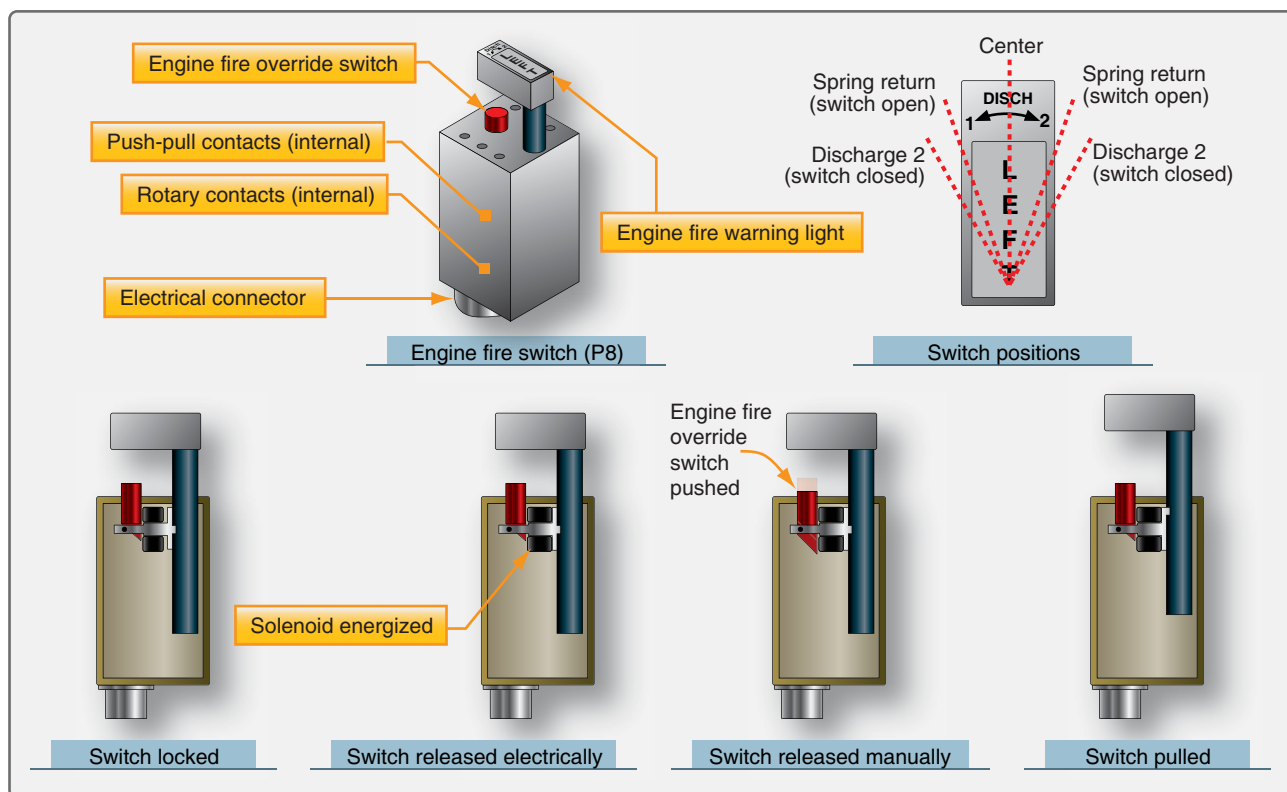 Engine fire override switch
Push-pull contacts (internal)
Rotary contacts (internal)
Electrical connector
LEFT
Engine fire warning light
Engine fire switch (P8)
Center
Spring return
(switch open)
Spring return
(switch open)
DISCH
1
2
Discharge 2
(switch closed)
Discharge 2
(switch closed)
L
E
F
T
Switch positions
Engine fire
override
switch
pushed
Solenoid energized
Switch locked
Switch released electrically
Switch released manually
Switch pulled